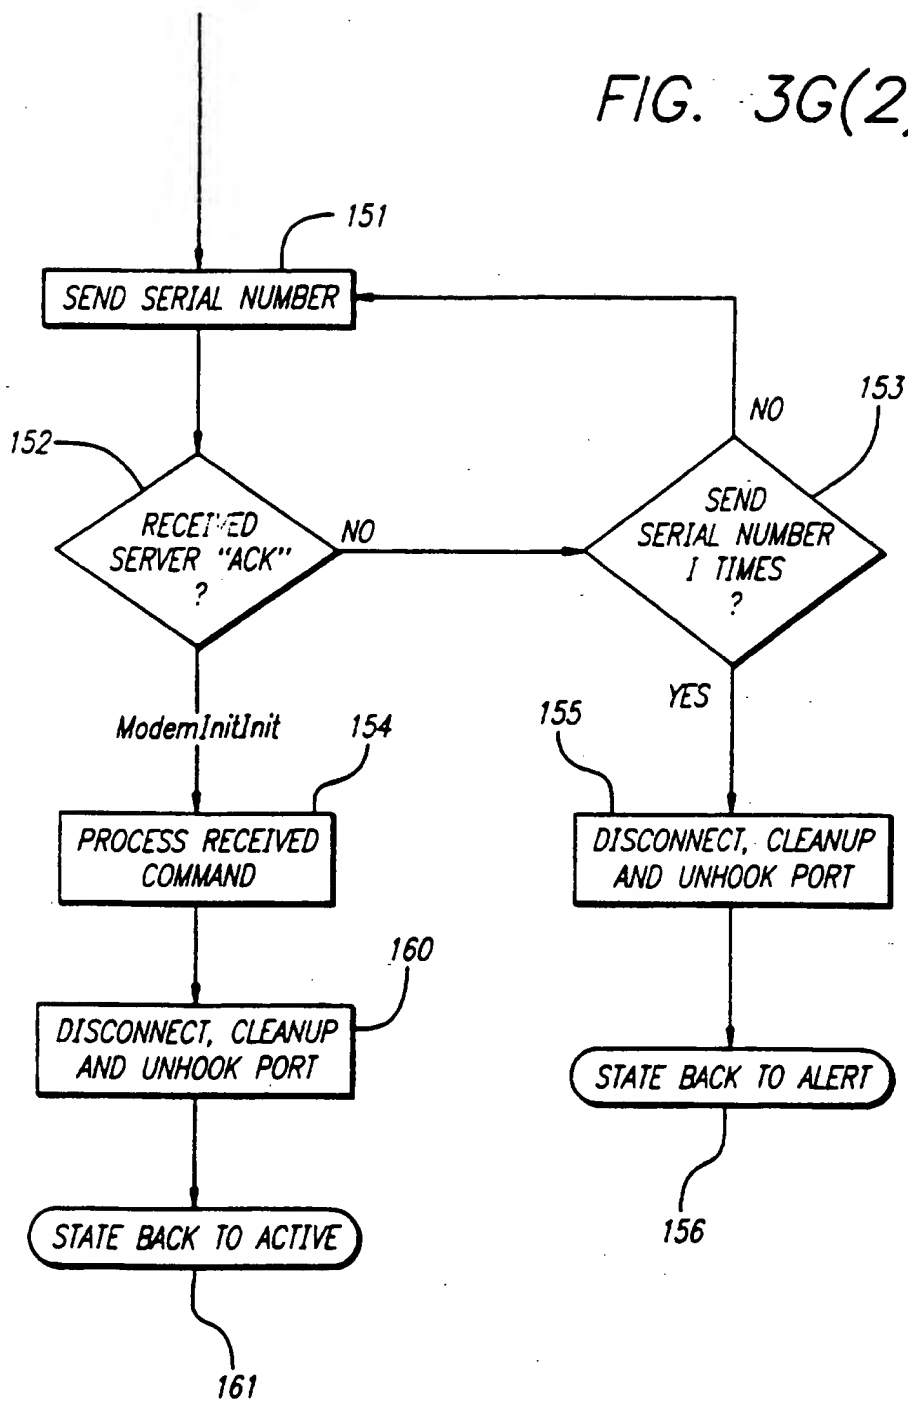 FIG. 3G(2)
151
SEND SERIAL NUMBER
152
RECEIVED
SERVER "ACK"
?
NO
NO
153
SEND
SERIAL NUMBER
I TIMES
?
YES
ModemInitInit
154
PROCESS RECEIVED
COMMAND
155
DISCONNECT, CLEANUP
AND UNHOOK PORT
160
DISCONNECT, CLEANUP
AND UNHOOK PORT
STATE BACK TO ALERT
156
STATE BACK TO ACTIVE
161